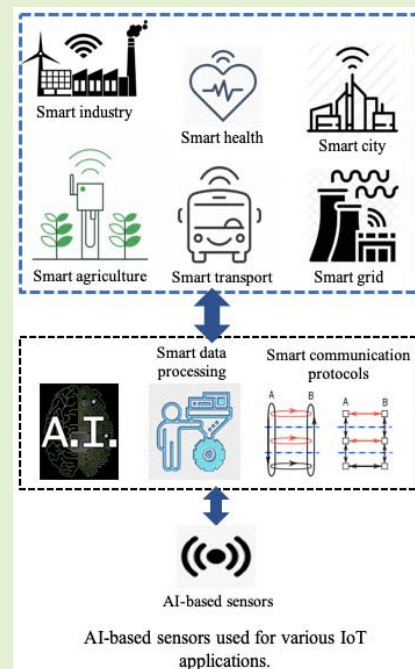 Smart industry
Smart health
Smart city
Smart agriculture
Smart transport
Smart grid
Smart data
processing
Smart communication
protocols
A.I.
A B
A B
AI-based sensors
AI-based sensors used for various IoT
applications.